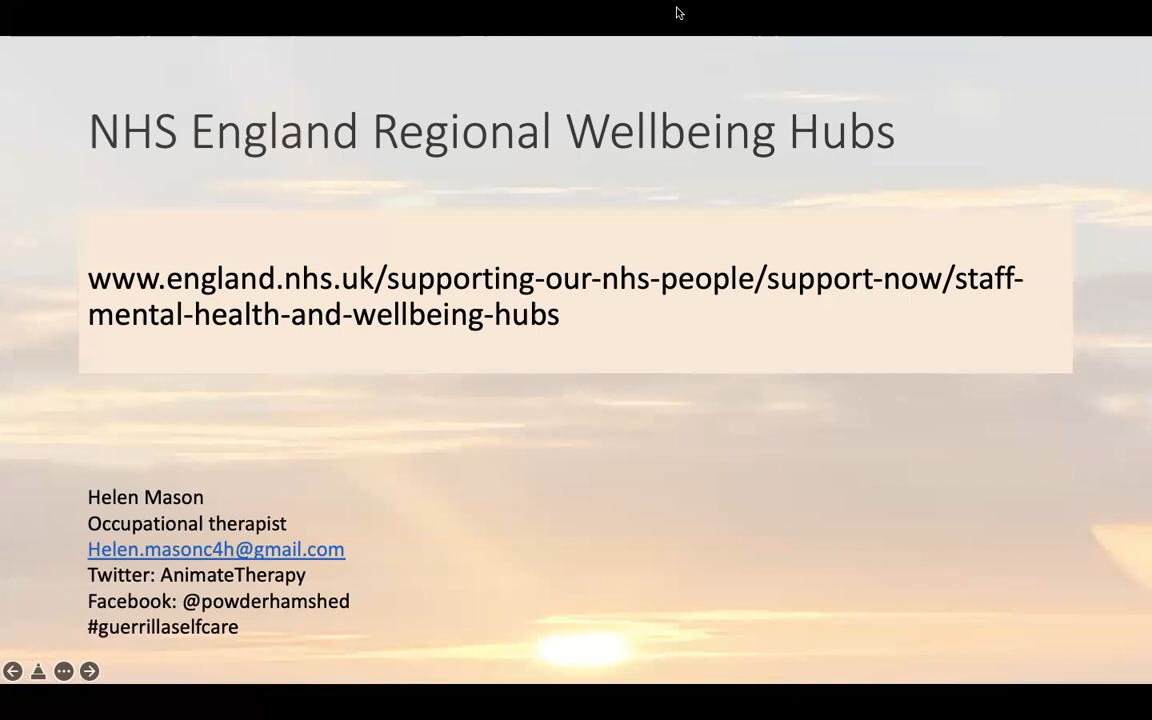 NHS England Regional Wellbeing Hubs
www.england.nhs.uk/supporting-our-nhs-people/support-now/staff-
mental-health-and-wellbeing-hubs
Helen Mason
Occupational therapist
Helen.masonc4h@gmail.com
Twitter: AnimateTherapy
Facebook: @powderhamshed
#guerrillaselfcare